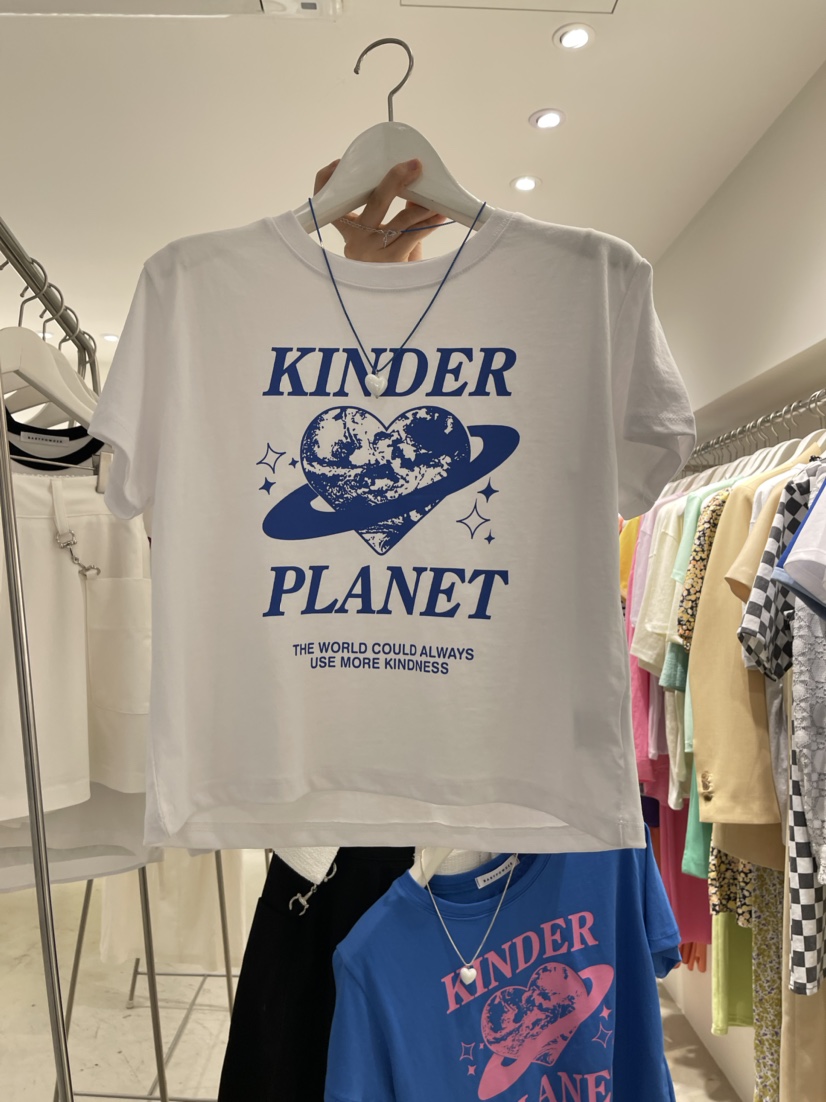 KINDER
PLANET
THE WORLD COULD ALWAYS
USE MORE KINDNESS
KINDER